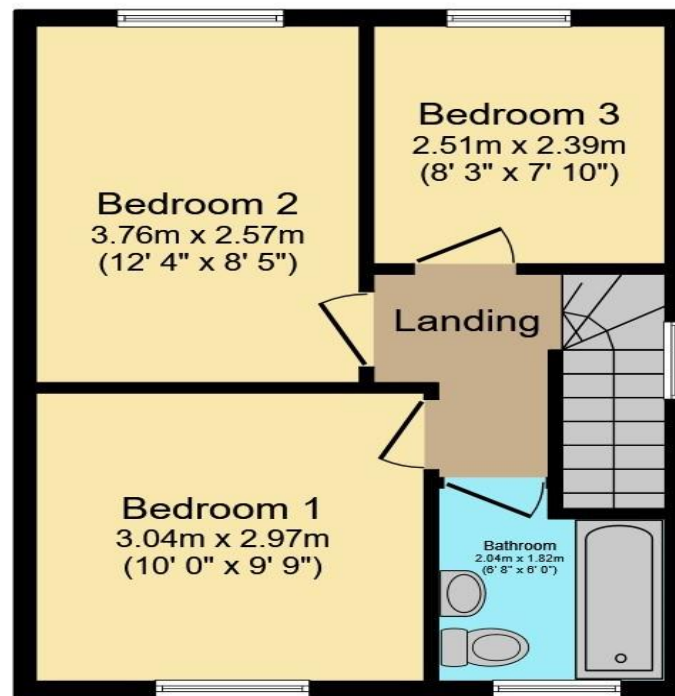 Bedroom 3
2.51m x 2.39m
(8' 3" x 7' 10")
Bedroom 2
3.76m x 2.57m
(12' 4" x 8' 5")
Landing
Bedroom 1
3.04m x 2.97m
(10' 0" x 9' 9")
Bathroom
2.04m x 1.82m
(6' 8" x 6' 0")